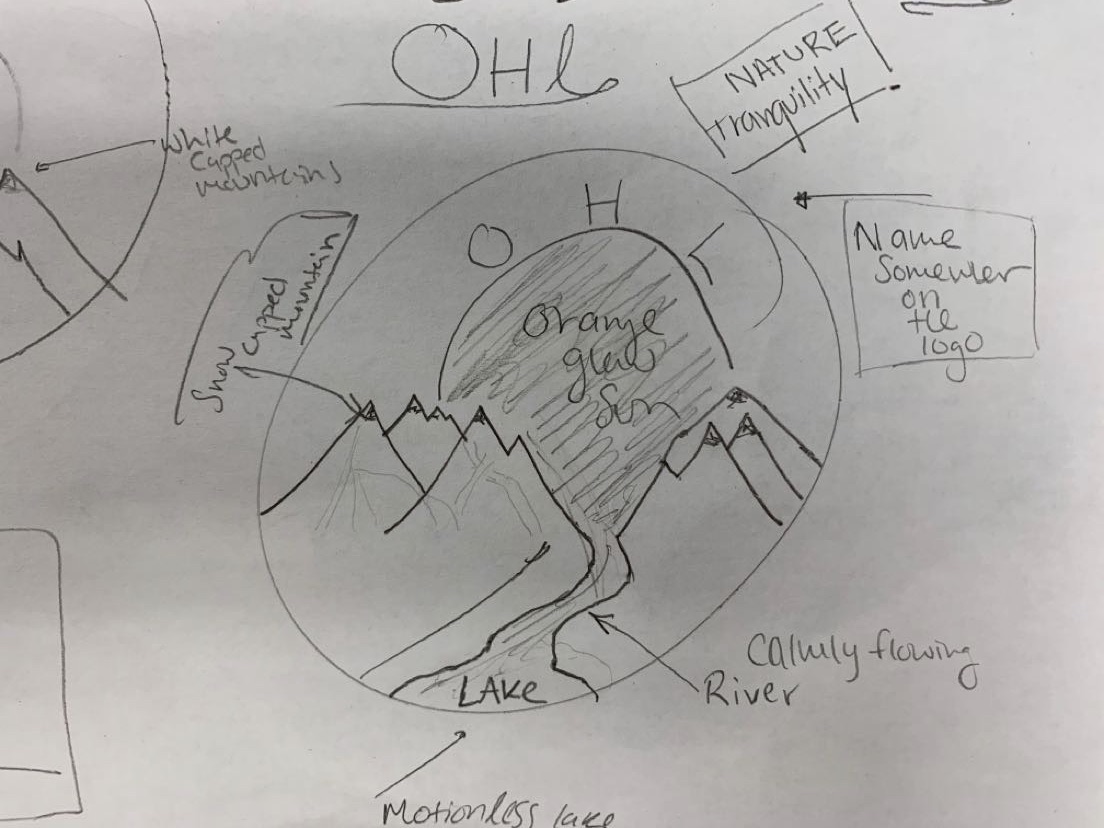 OHL
NATURE
tranquility
White
Capped
mountains
Snow
Capped
Mountain
O H L
Name
Somewer
on
the
logo
Orange
glow
Sun
Calmly flowing
River
LAKE
Motionless lake